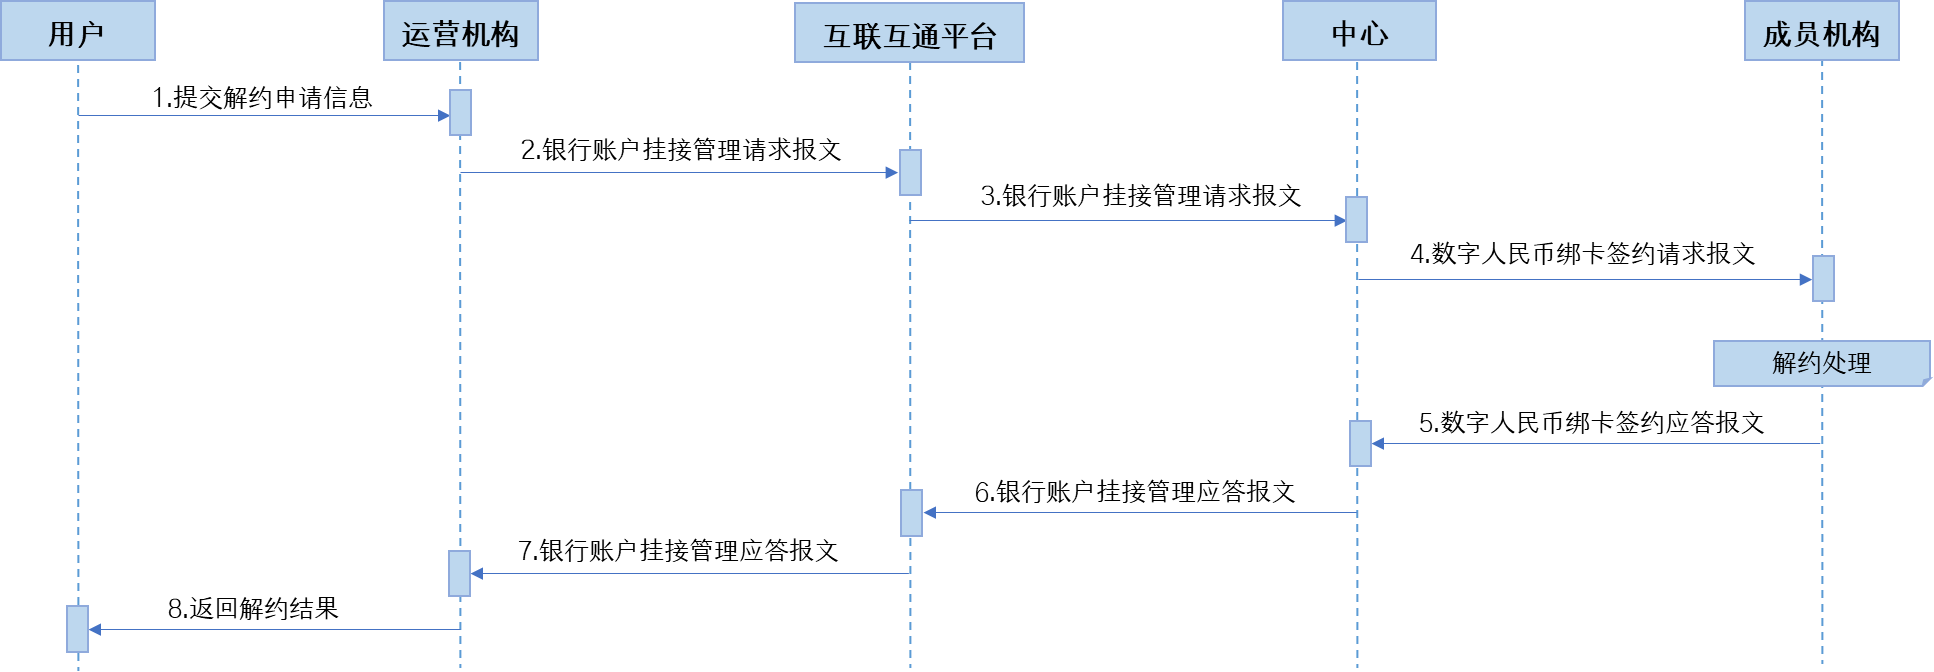 用户
运营机构
互联互通平台
中心
成员机构
1.提交解约申请信息
2.银行账户挂接管理请求报文
3.银行账户挂接管理请求报文
4.数字人民币绑卡签约请求报文
解约处理
5.数字人民币绑卡签约应答报文
6.银行账户挂接管理应答报文
7.银行账户挂接管理应答报文
8.返回解约结果